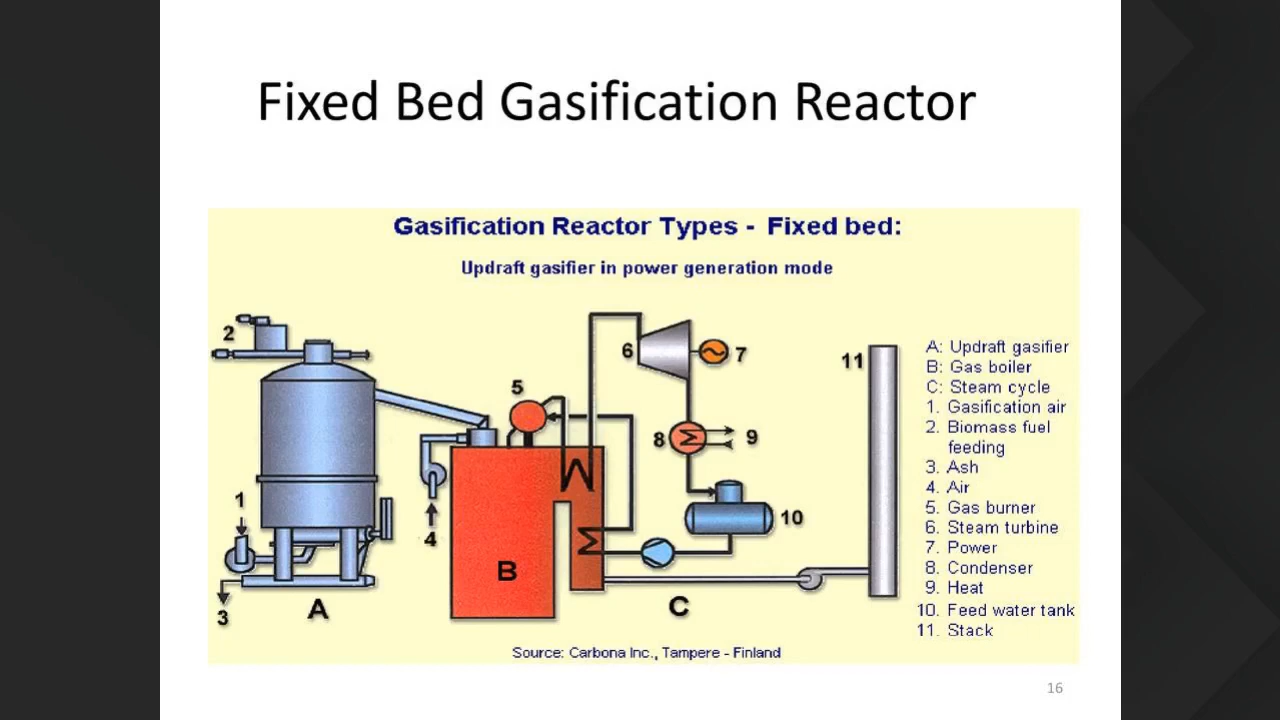 Fixed Bed Gasification Reactor
Gasification Reactor Types - Fixed bed:
Updraft gasifier in power generation mode
2
1
3
A
4
5
B
6
7
8
9
10
C
11
A: Updraft gasifier
B: Gas boiler
C: Steam cycle
1. Gasification air
2. Biomass fuel
feeding
3. Ash
4. Air
5. Gas burner
6. Steam turbine
7. Power
8. Condenser
9. Heat
10. Feed water tank
11. Stack
Source: Carbona Inc., Tampere - Finland
16